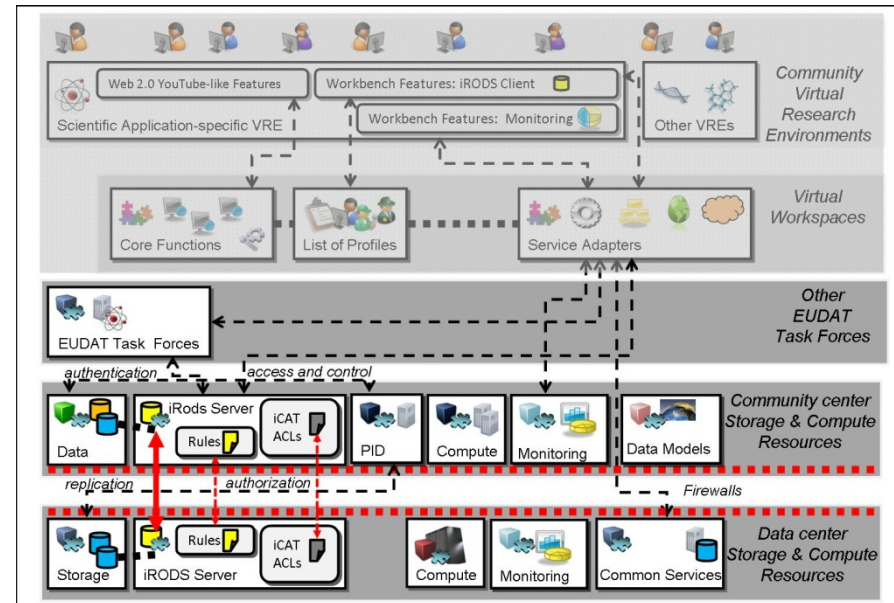 Web 2.0 YouTube-like Features
Workbench Features: iRODS Client
Scientific Application-specific VRE
Workbench Features: Monitoring
Other VREs
Community
Virtual
Research
Environments
Core Functions
List of Profiles
Service Adapters
Virtual
Workspaces
EUDAT Task Forces
Other
EUDAT
Task Forces
authentication
access and control
Data
iRods Server
Rules
iCAT
ACLs
PID
Compute
Monitoring
Data Models
Community center
Storage & Compute
Resources
replication
authorization
Firewalls
Storage
iRODS Server
Rules
iCAT
ACLs
Compute
Monitoring
Common Services
Data center
Storage & Compute
Resources